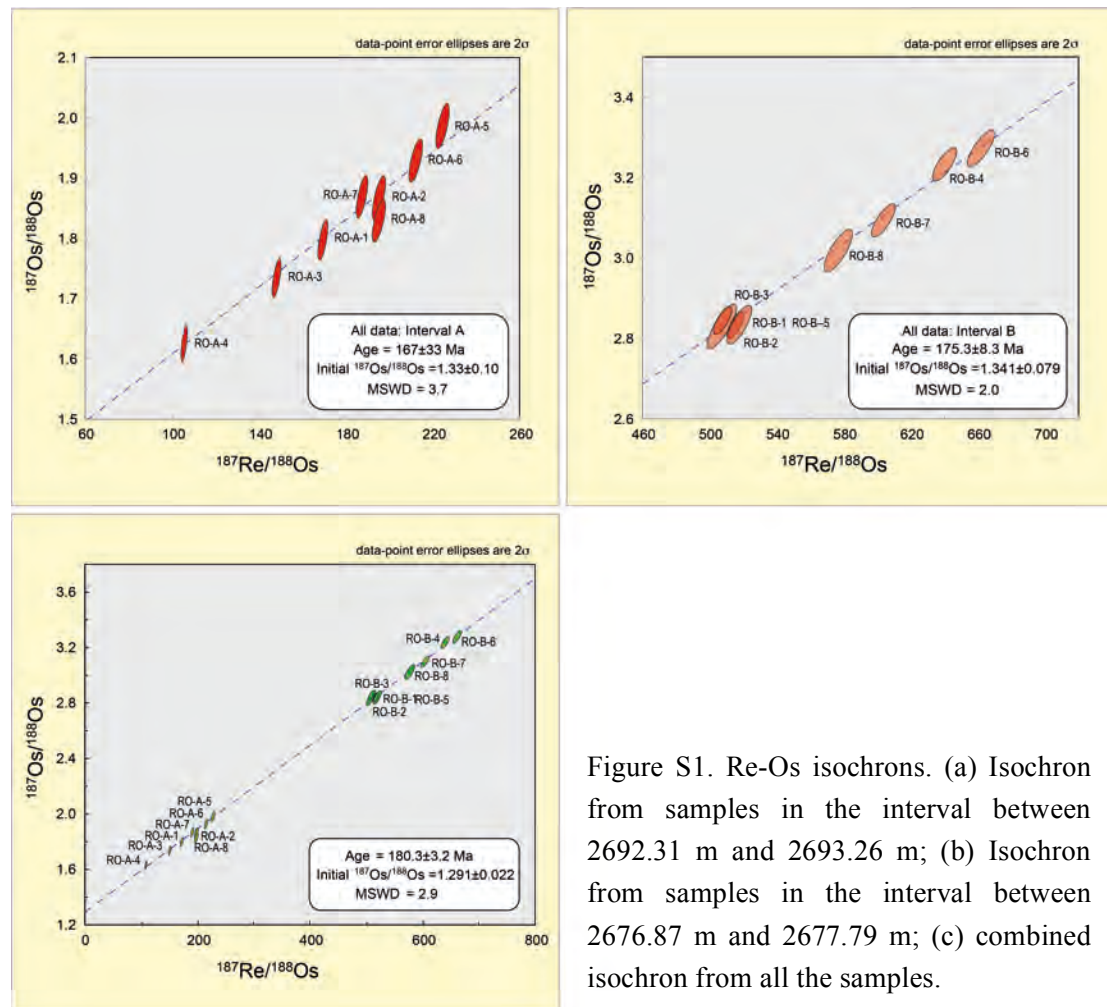 data-point error ellipses are 2σ
2.1
2.0
1.9
1.8
1.7
1.6
1.5
60 100 140 180 220 260
¹⁸⁷Os/¹⁸⁸Os
¹⁸⁷Re/¹⁸⁸Os
RO-A-5
RO-A-6
RO-A-7
RO-A-2
RO-A-8
RO-A-1
RO-A-3
RO-A-4
All data: Interval A
Age = 167±33 Ma
Initial ¹⁸⁷Os/¹⁸⁸Os =1.33±0.10
MSWD = 3.7
data-point error ellipses are 2σ
3.4
3.2
3.0
2.8
2.6
460 500 540 580 620 660 700
¹⁸⁷Os/¹⁸⁸Os
¹⁸⁷Re/¹⁸⁸Os
RO-B-6
RO-B-4
RO-B-7
RO-B-8
RO-B-3
RO-B-1 RO-B--5
RO-B-2
All data: Interval B
Age = 175.3±8.3 Ma
Initial ¹⁸⁷Os/¹⁸⁸Os =1.341±0.079
MSWD = 2.0
data-point error ellipses are 2σ
3.6
3.2
2.8
2.4
2.0
1.6
1.2
0 200 400 600 800
¹⁸⁷Os/¹⁸⁸Os
¹⁸⁷Re/¹⁸⁸Os
RO-B-4
RO-B-6
RO-B-7
RO-B-8
RO-B-3
RO-B-1 RO-B-5
RO-B-2
RO-A-5
RO-A-6
RO-A-7
RO-A-1
RO-A-2
RO-A-3
RO-A-8
RO-A-4
Age = 180.3±3.2 Ma
Initial ¹⁸⁷Os/¹⁸⁸Os =1.291±0.022
MSWD = 2.9
Figure S1. Re-Os isochrons. (a) Isochron
from samples in the interval between
2692.31 m and 2693.26 m; (b) Isochron
from samples in the interval between
2676.87 m and 2677.79 m; (c) combined
isochron from all the samples.